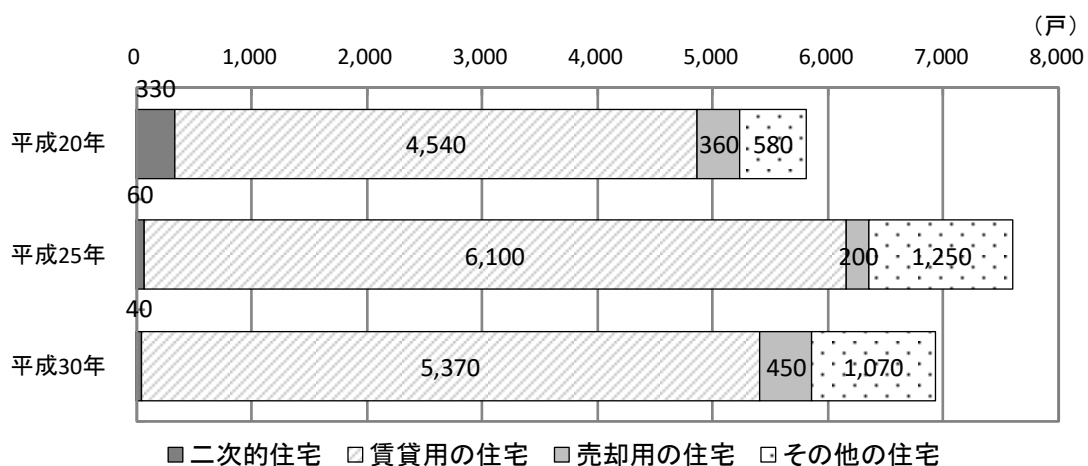 （戸）
0 1,000 2,000 3,000 4,000 5,000 6,000 7,000 8,000
330
平成20年 4,540 360 580
60
平成25年 6,100 200 1,250
40
平成30年 5,370 450 1,070
二次的住宅 賃貸用の住宅 売却用の住宅 その他の住宅